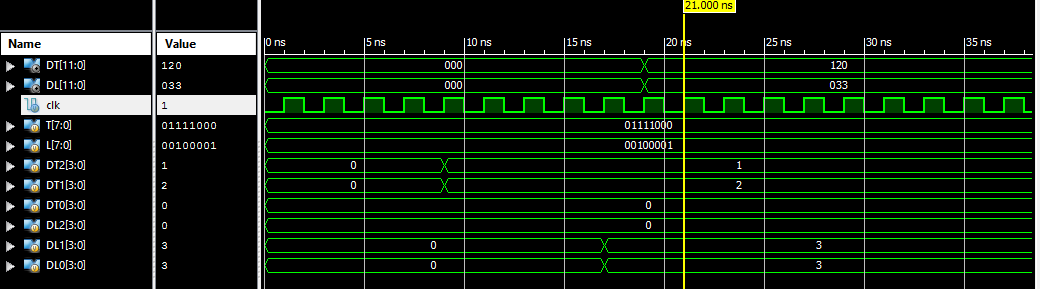 21.000 ns
Name Value 0 ns 5 ns 10 ns 15 ns 20 ns 25 ns 30 ns 35 ns
DT[11:0] 120 000 120
DL[11:0] 033 000 033
clk 1
T[7:0] 01111000 01111000
L[7:0] 00100001 00100001
DT2[3:0] 1 0 1
DT1[3:0] 2 0 2
DT0[3:0] 0 0
DL2[3:0] 0 0
DL1[3:0] 3 0 3
DL0[3:0] 3 0 3